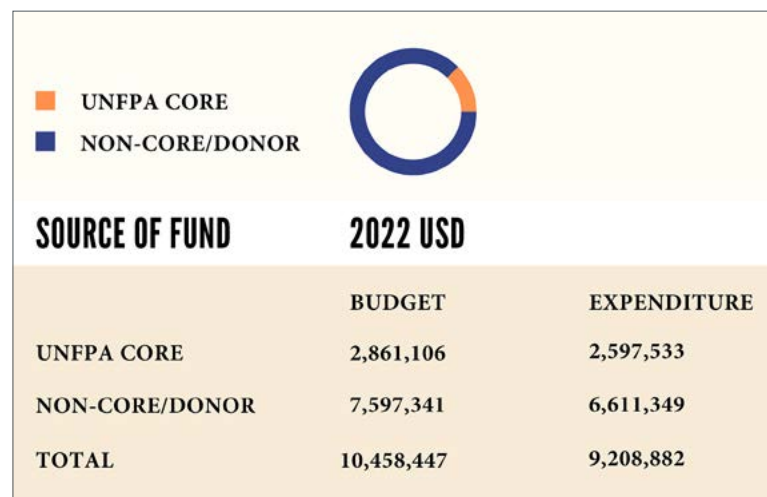 UNFPA CORE
NON-CORE/DONOR
SOURCE OF FUND 2022 USD
BUDGET EXPENDITURE
UNFPA CORE 2,861,106 2,597,533
NON-CORE/DONOR 7,597,341 6,611,349
TOTAL 10,458,447 9,208,882